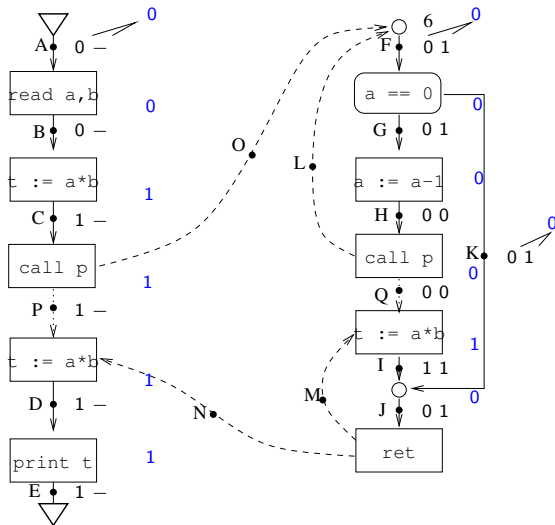 0
A 0 –
read a,b
0
B 0 –
t := a*b
1
C 1 –
call p
1
P 1 –
t := a*b
1
D 1 –
print t
1
E 1 –
O
L
N
M
6
0
F 0 1
a == 0
0
G 0 1
a := a-1
0
H 0 0
call p
K 0 1
0
0
Q 0 0
t := a*b
1
I 1 1
0
J 0 1
ret